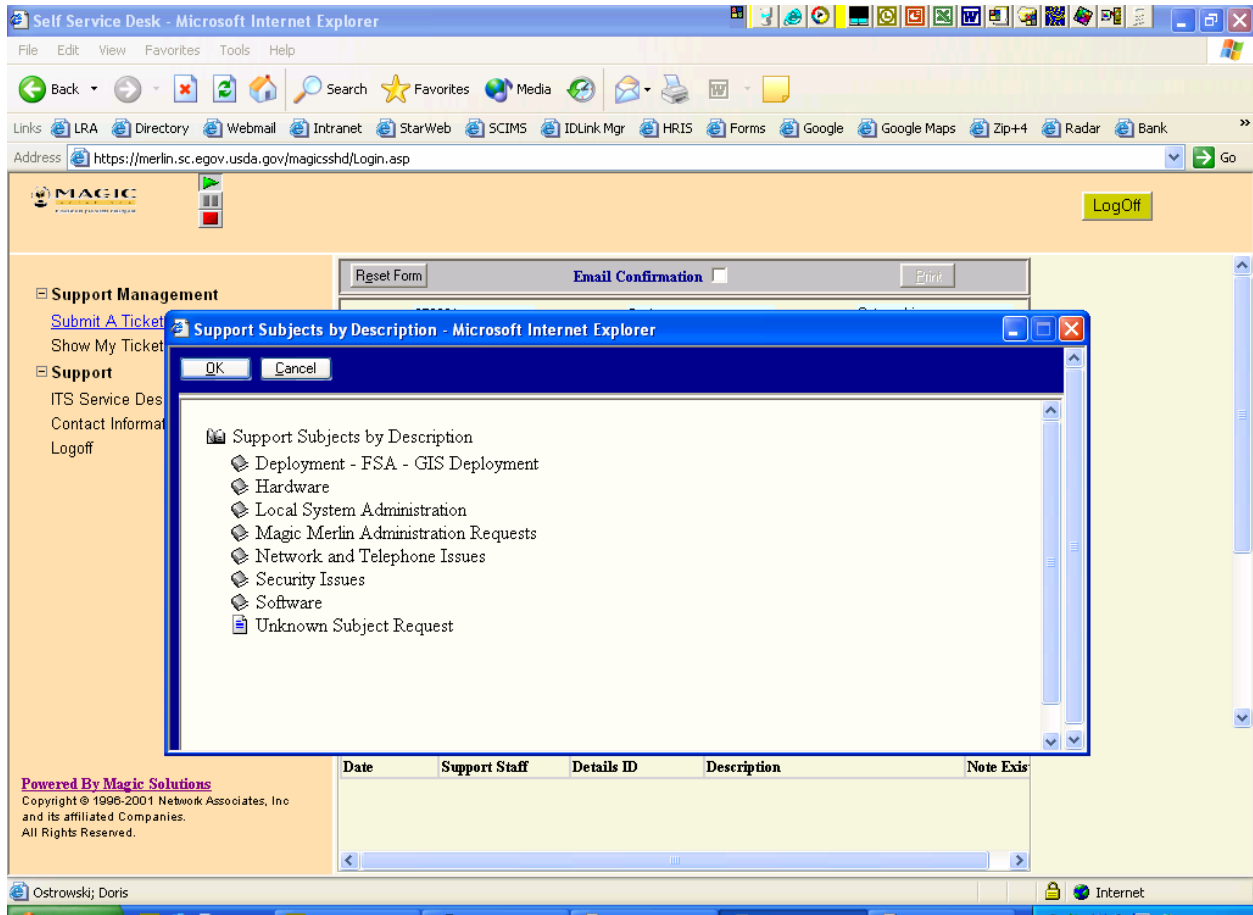 Self Service Desk - Microsoft Internet Explorer
File Edit View Favorites Tools Help
Back Search Favorites Media
Links LRA Directory Webmail Intranet StarWeb SCIMS IDLink Mgr HRIS Forms Google Google Maps Zip+4 Radar Bank »
Address https://merlin.sc.egov.usda.gov/magicsshd/Login.asp Go
MAGIC
LogOff
Reset Form Email Confirmation Print
Support Management
Submit A Ticket
Show My Ticket
Support
ITS Service Des
Contact Informat
Logoff
Support Subjects by Description - Microsoft Internet Explorer
OK Cancel
Support Subjects by Description
Deployment - FSA - GIS Deployment
Hardware
Local System Administration
Magic Merlin Administration Requests
Network and Telephone Issues
Security Issues
Software
Unknown Subject Request
Date Support Staff Details ID Description Note Exis
Powered By Magic Solutions
Copyright © 1996-2001 Network Associates, Inc
and its affiliated Companies.
All Rights Reserved.
Ostrowski; Doris Internet